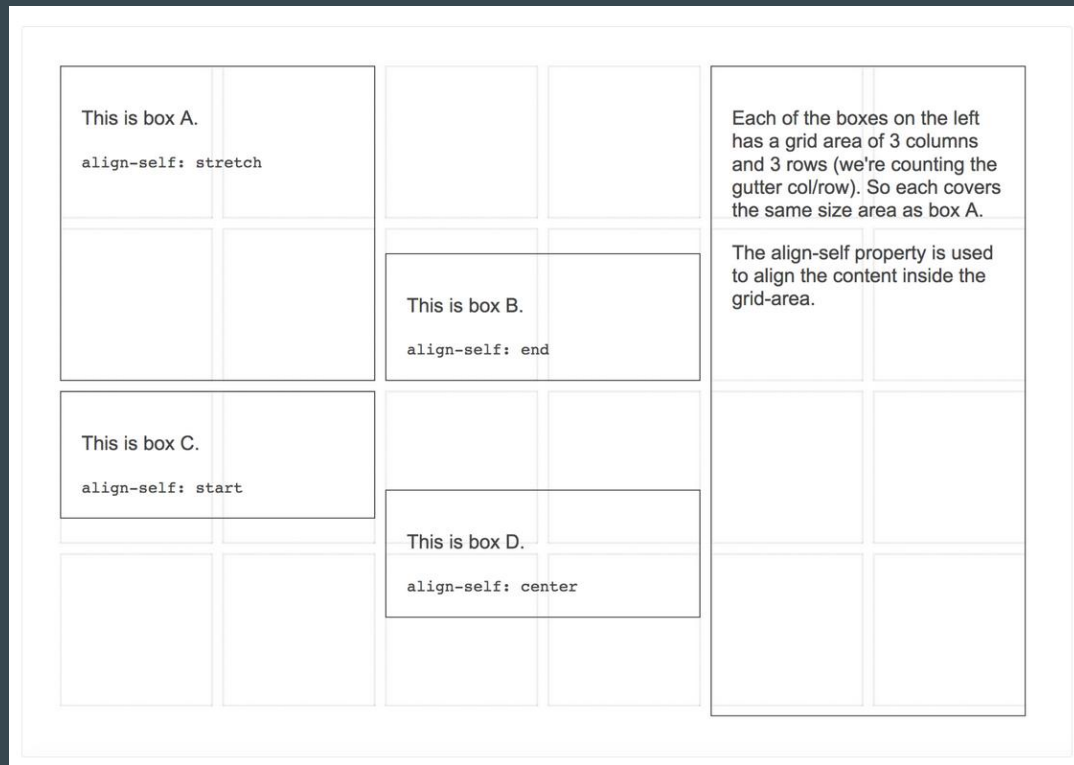 This is box A.
align-self: stretch
This is box B.
align-self: end
This is box C.
align-self: start
This is box D.
align-self: center
Each of the boxes on the left
has a grid area of 3 columns
and 3 rows (we're counting the
gutter col/row). So each covers
the same size area as box A.
The align-self property is used
to align the content inside the
grid-area.